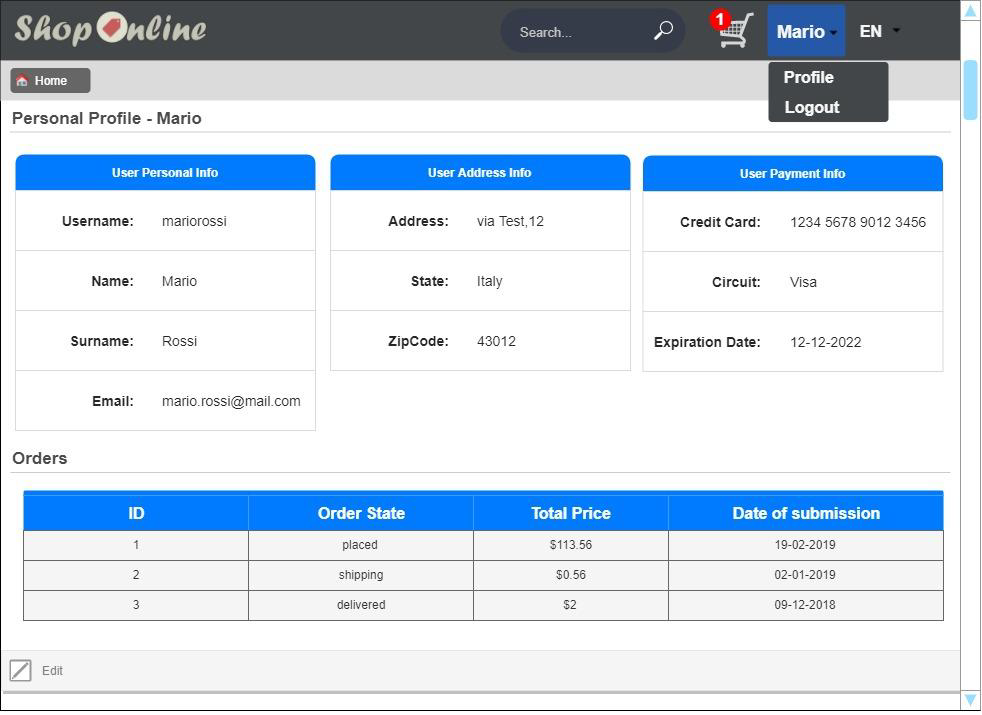 Shop Online
Search...
1
Mario
EN
Home
Profile
Logout
Personal Profile - Mario
User Personal Info
Username: mariorossi
Name: Mario
Surname: Rossi
Email: mario.rossi@mail.com
User Address Info
Address: via Test,12
State: Italy
ZipCode: 43012
User Payment Info
Credit Card: 1234 5678 9012 3456
Circuit: Visa
Expiration Date: 12-12-2022
Orders
ID Order State Total Price Date of submission
1 placed $113.56 19-02-2019
2 shipping $0.56 02-01-2019
3 delivered $2 09-12-2018
Edit